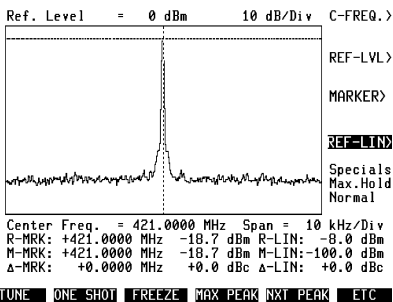 Ref. Level = 0 dBm 10 dB/Div C-FREQ.>
REF-LVL>
MARKER>
REF-LIN>
Specials
Max.Hold
Normal
Center Freq. = 421.0000 MHz Span = 10 kHz/Div
R-MRK: +421.0000 MHz -18.7 dBm R-LIN: -8.0 dBm
M-MRK: +421.0000 MHz -18.7 dBm M-LIN:-100.0 dBm
Δ-MRK: +0.0000 MHz +0.0 dBc Δ-LIN: +0.0 dBc
TUNE ONE SHOT FREEZE MAX PEAK NXT PEAK ETC